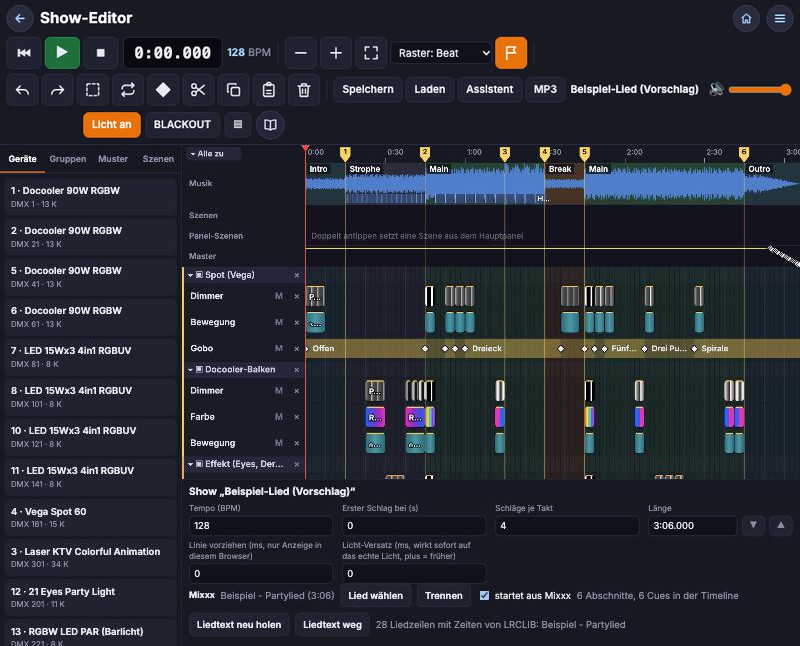 Show-Editor
0:00.000
128 BPM
Raster: Beat
Speichern
Laden
Assistent
MP3
Beispiel-Lied (Vorschlag)
Licht an
BLACKOUT
Geräte
Gruppen
Muster
Szenen
1 · Docooler 90W RGBW
DMX 1 · 13 K
2 · Docooler 90W RGBW
DMX 21 · 13 K
5 · Docooler 90W RGBW
DMX 41 · 13 K
6 · Docooler 90W RGBW
DMX 61 · 13 K
7 · LED 15Wx3 4in1 RGBUV
DMX 81 · 8 K
8 · LED 15Wx3 4in1 RGBUV
DMX 101 · 8 K
10 · LED 15Wx3 4in1 RGBUV
DMX 121 · 8 K
11 · LED 15Wx3 4in1 RGBUV
DMX 141 · 8 K
4 · Vega Spot 60
DMX 161 · 15 K
3 · Laser KTV Colorful Animation
DMX 301 · 34 K
12 · 21 Eyes Party Light
DMX 201 · 11 K
13 · RGBW LED PAR (Barlicht)
DMX 221 · 8 K
Alle zu
0:00 1 0:30 2 1:00 3 4 5 2:00 2:30 6 3:00
Musik
Intro Strophe Main Break Main Outro
H...
Szenen
Panel-Szenen
Doppelt antippen setzt eine Szene aus dem Hauptpanel
Master
Spot (Vega) ×
Dimmer M × P...
Bewegung M ×
Gobo M × Offen Dreieck Fünf... Drei Pu... Spirale
Docooler-Balken ×
Dimmer M × P...
Farbe M × R... R...
Bewegung M ×
Effekt (Eyes, Der... ×
Show „Beispiel-Lied (Vorschlag)“
Tempo (BPM)
128
Erster Schlag bei (s)
0
Schläge je Takt
4
Länge
3:06.000
Linie vorziehen (ms, nur Anzeige in
diesem Browser)
0
Licht-Versatz (ms, wirkt sofort auf
das echte Licht, plus = früher)
0
Mixxx Beispiel - Partylied (3:06) Lied wählen Trennen startet aus Mixxx 6 Abschnitte, 6 Cues in der Timeline
Liedtext neu holen Liedtext weg 28 Liedzeilen mit Zeiten von LRCLIB: Beispiel - Partylied